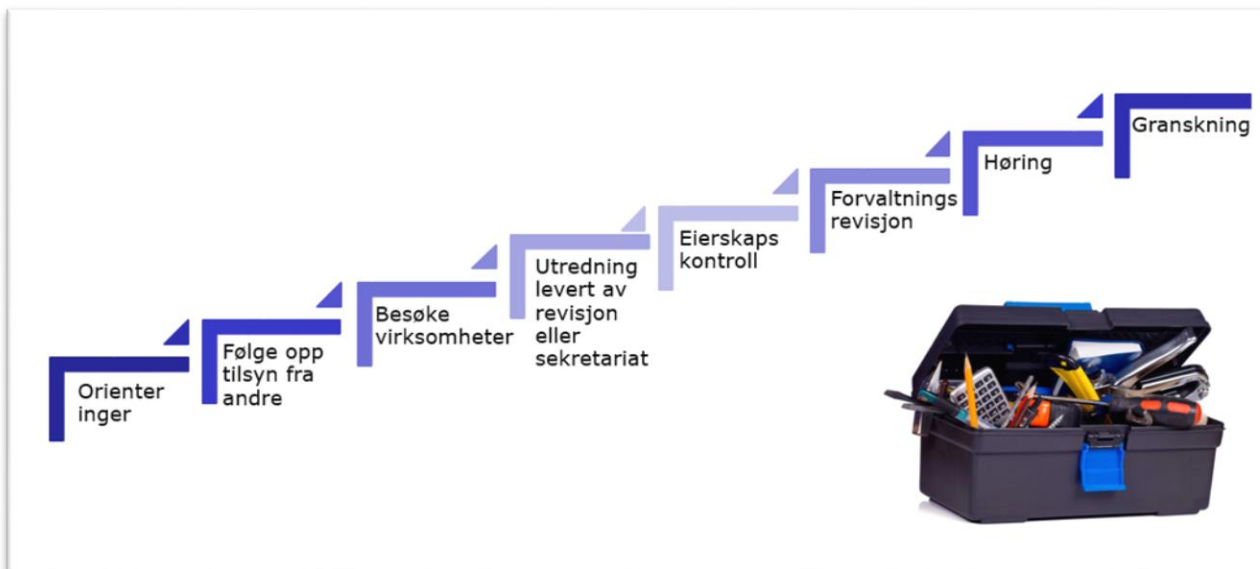 Orienter
inger
Følge opp
tilsyn fra
andre
Besøke
virksomheter
Utredning
levert av
revisjon
eller
sekretariat
Eierskaps
kontroll
Forvaltnings
revisjon
Høring
Granskning